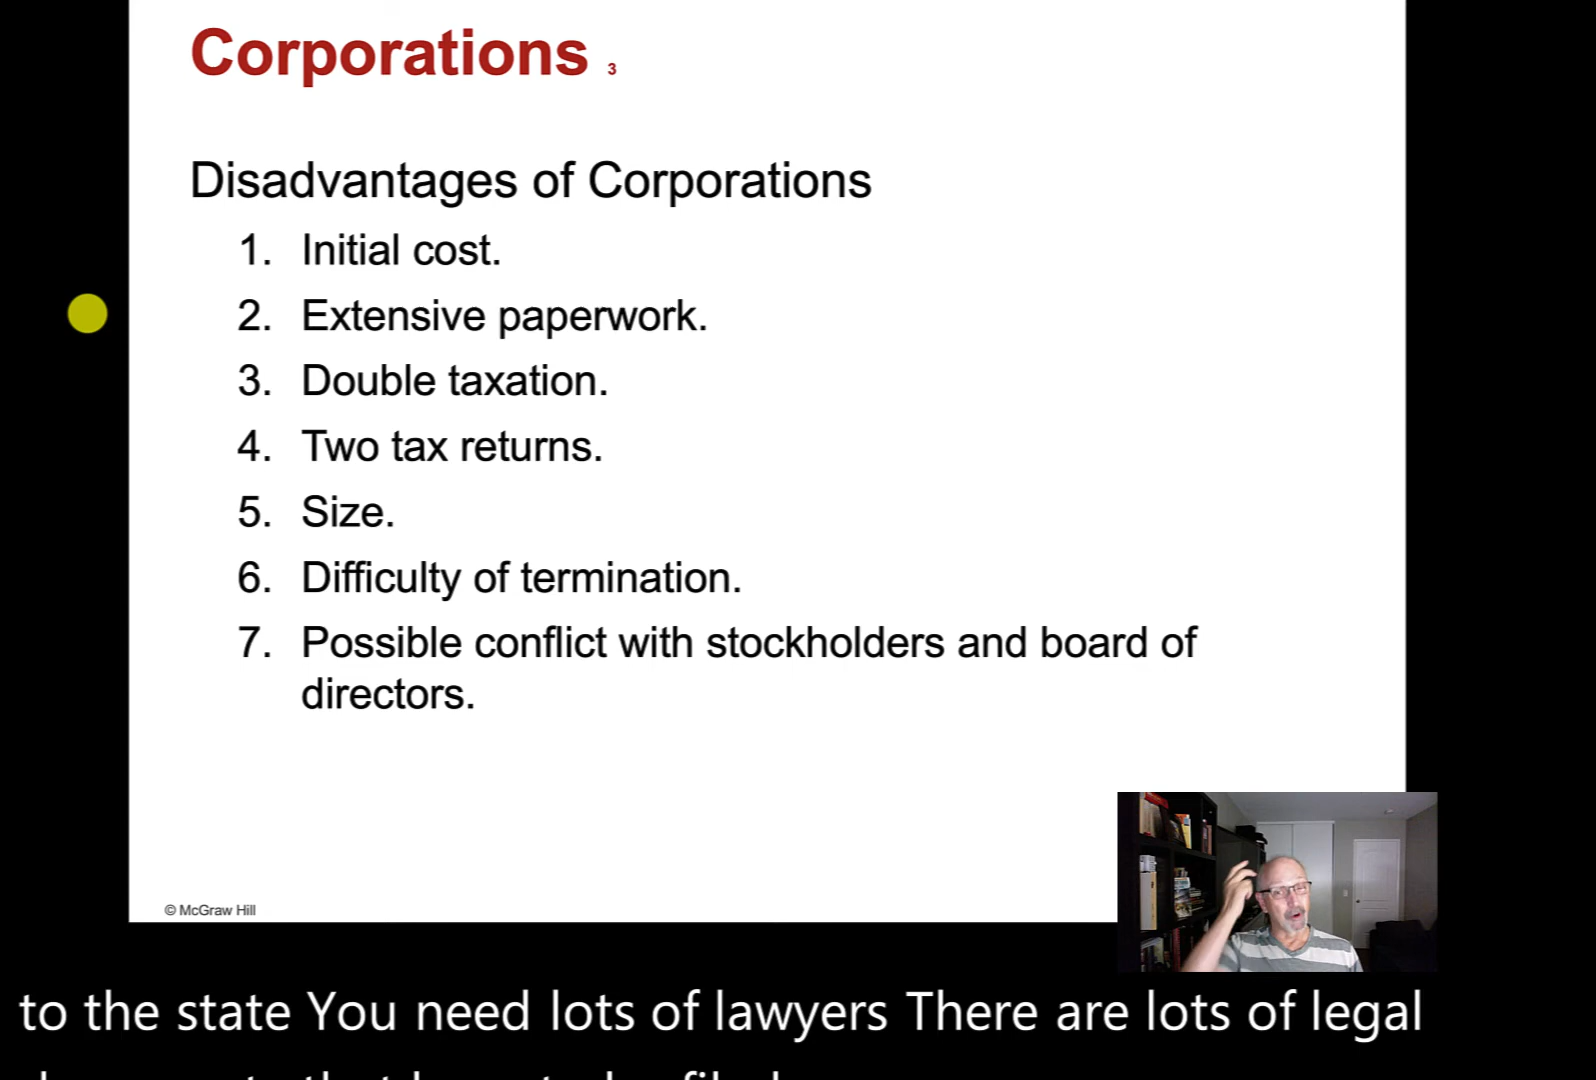 Corporations 3
Disadvantages of Corporations
1. Initial cost.
2. Extensive paperwork.
3. Double taxation.
4. Two tax returns.
5. Size.
6. Difficulty of termination.
7. Possible conflict with stockholders and board of
directors.
© McGraw Hill
to the state You need lots of lawyers There are lots of legal